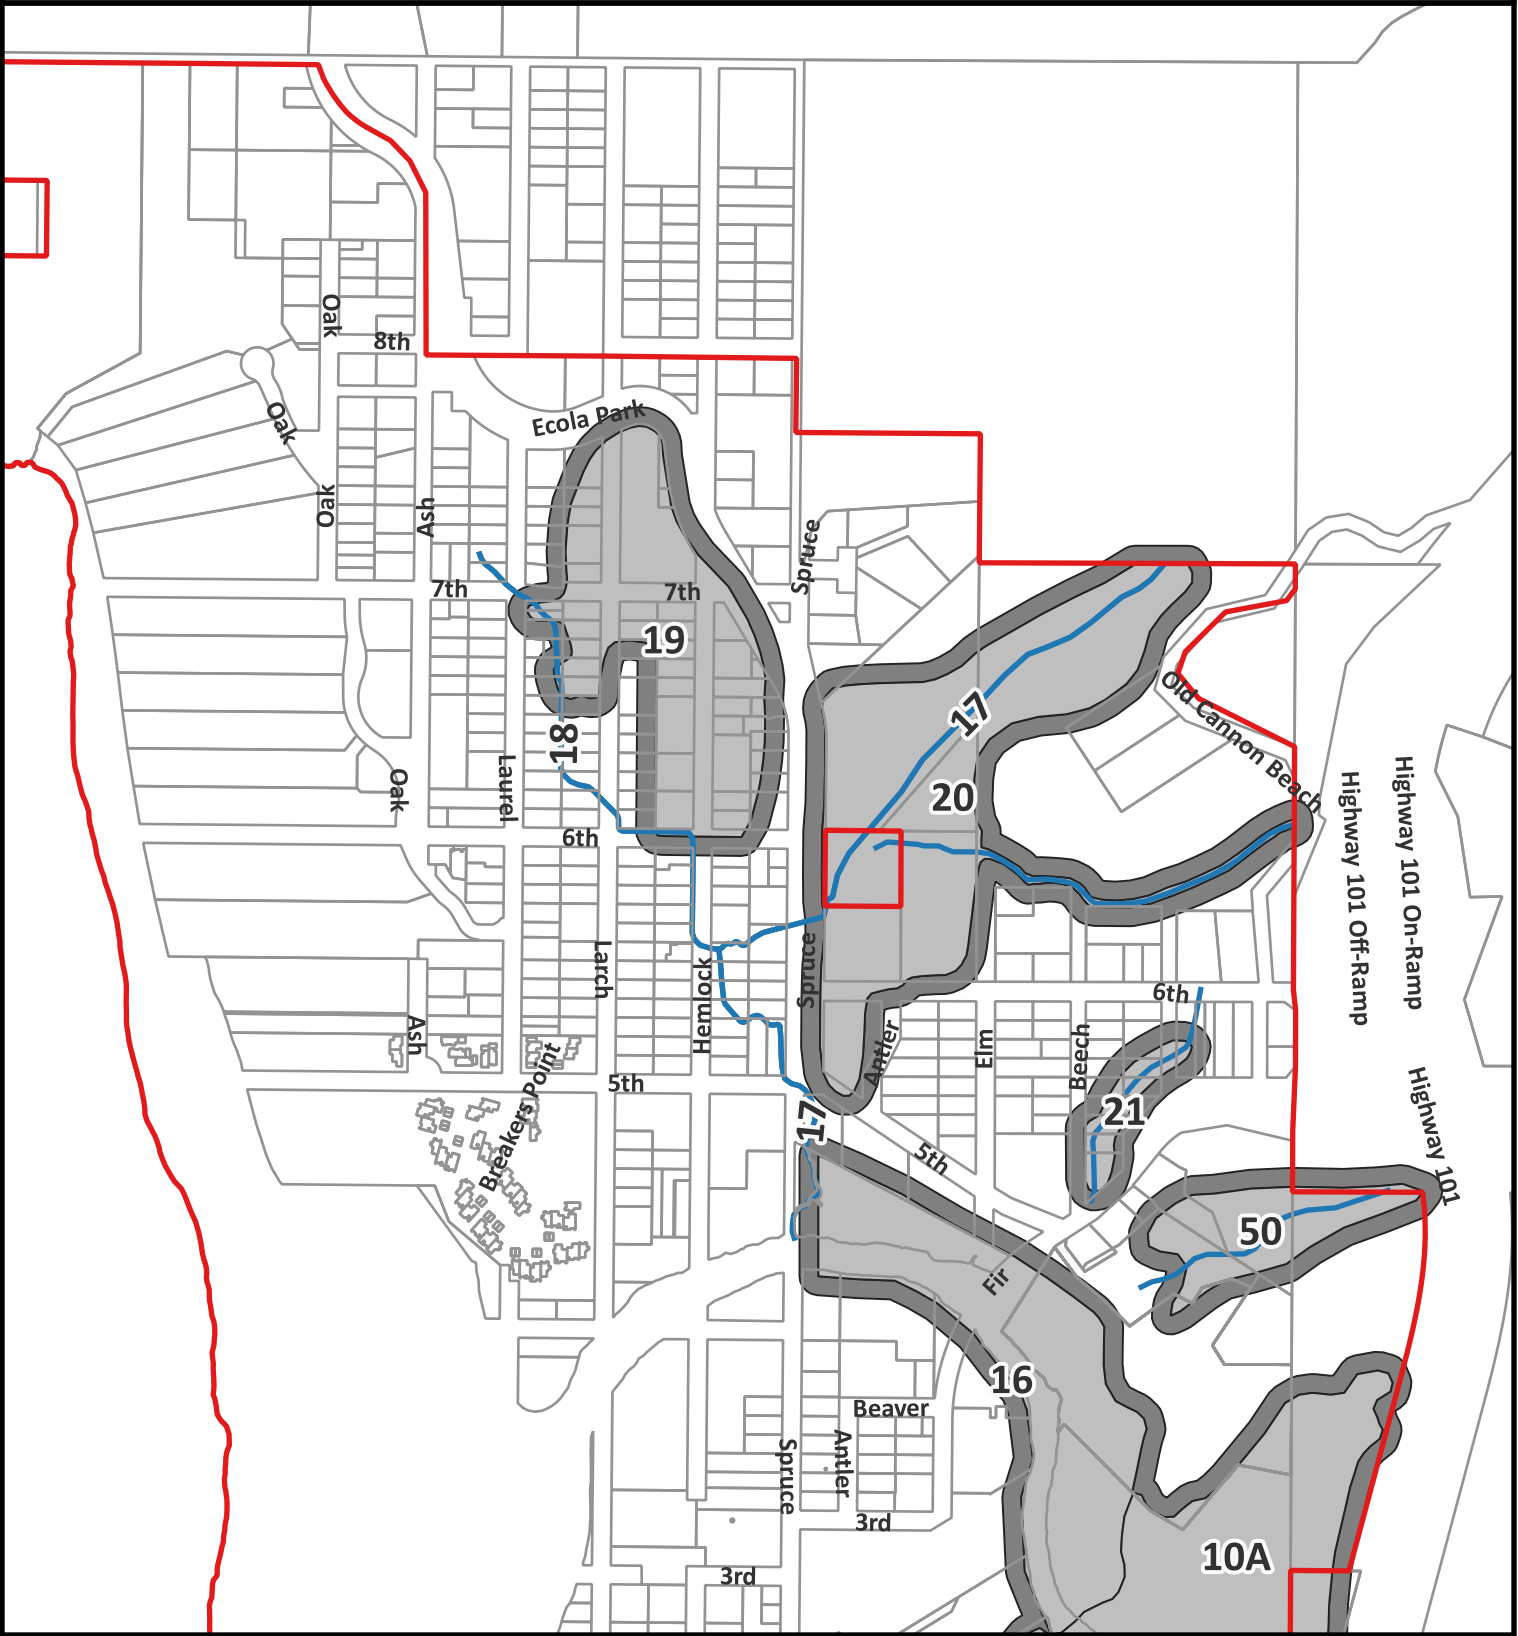 Oak
8th
Oak
Ecola Park
Oak
Ash
Spruce
7th
7th
19
17
Old Cannon Beach
18
Oak
Laurel
20
Highway 101 Off-Ramp
Highway 101 On-Ramp
6th
Larch
Hemlock
Spruce
6th
Ash
Antler
Elm
Beech
Breakers Point
5th
17
21
Highway 101
5th
50
Fir
16
Beaver
Spruce
Antler
3rd
10A
3rd